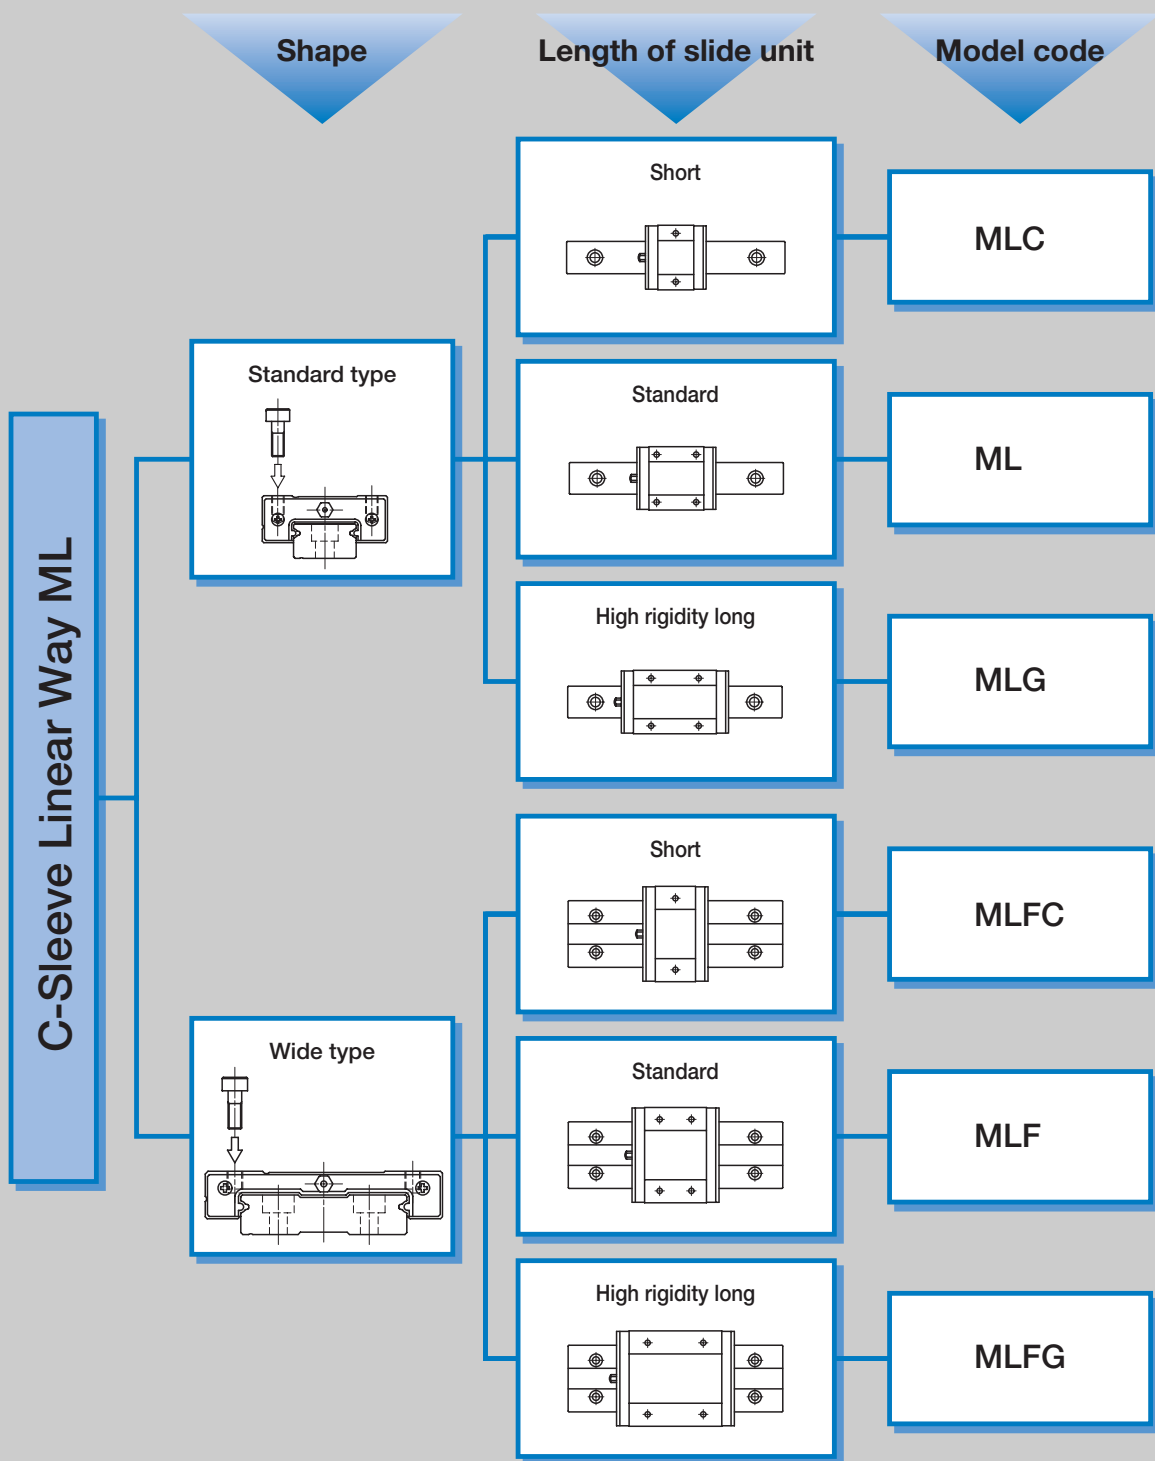 Shape
Length of slide unit
Model code
C-Sleeve Linear Way ML
Standard type
Short
MLC
Standard
ML
High rigidity long
MLG
Wide type
Short
MLFC
Standard
MLF
High rigidity long
MLFG